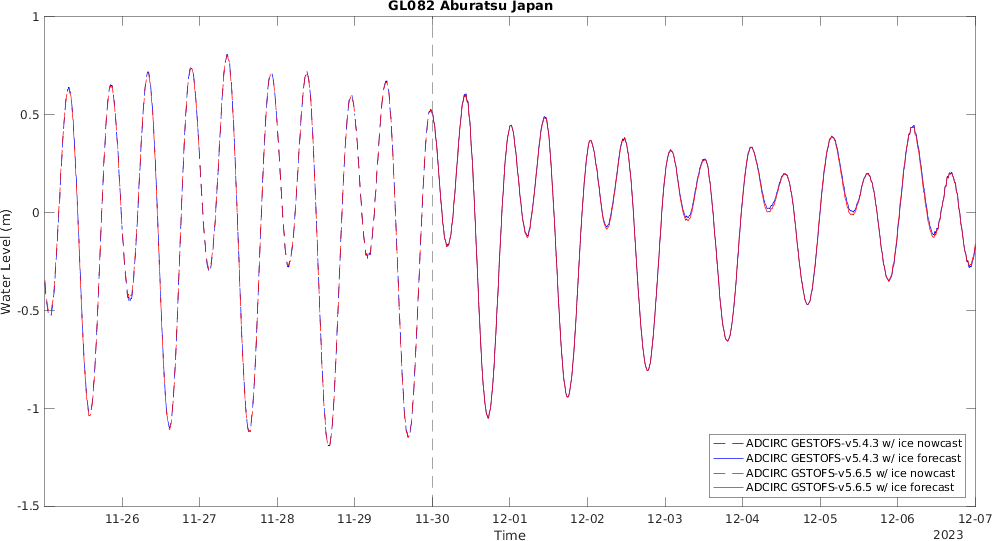 GL082 Aburatsu Japan
1
0.5
0
-0.5
-1
-1.5
Water Level (m)
11-26
11-27
11-28
11-29
11-30
12-01
12-02
12-03
12-04
12-05
12-06
12-07
Time
2023
ADCIRC GESTOFS-v5.4.3 w/ ice nowcast
ADCIRC GESTOFS-v5.4.3 w/ ice forecast
ADCIRC GSTOFS-v5.6.5 w/ ice nowcast
ADCIRC GSTOFS-v5.6.5 w/ ice forecast